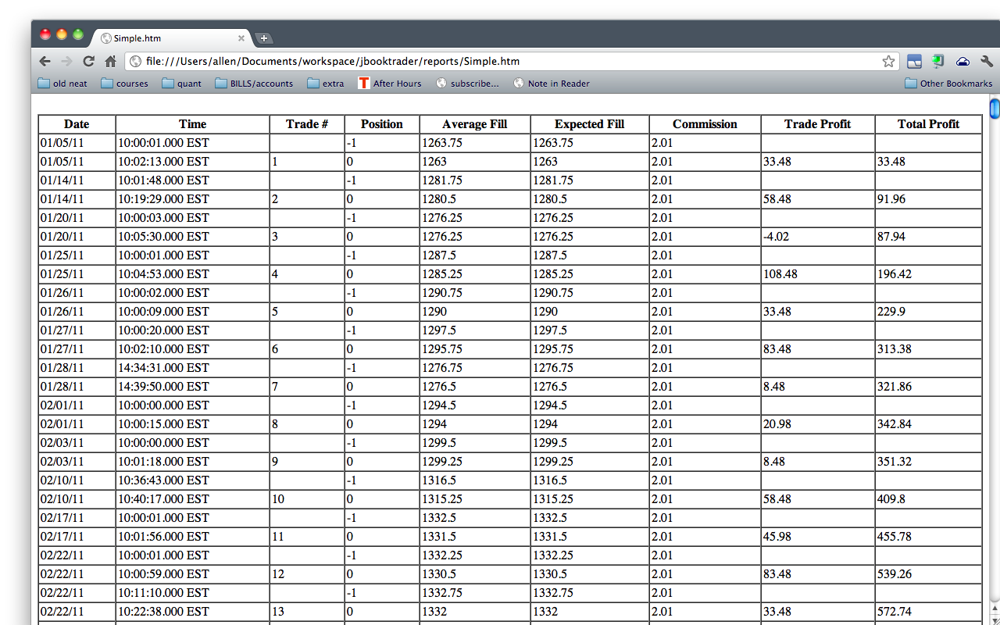 Simple.htm
file:///Users/allen/Documents/workspace/jbooktrader/reports/Simple.htm
old neat courses quant BILLS/accounts extra T After Hours subscribe... Note in Reader Other Bookmarks
Date Time Trade # Position Average Fill Expected Fill Commission Trade Profit Total Profit
01/05/11 10:00:01.000 EST -1 1263.75 1263.75 2.01
01/05/11 10:02:13.000 EST 1 0 1263 1263 2.01 33.48 33.48
01/14/11 10:01:48.000 EST -1 1281.75 1281.75 2.01
01/14/11 10:19:29.000 EST 2 0 1280.5 1280.5 2.01 58.48 91.96
01/20/11 10:00:03.000 EST -1 1276.25 1276.25 2.01
01/20/11 10:05:30.000 EST 3 0 1276.25 1276.25 2.01 -4.02 87.94
01/25/11 10:00:01.000 EST -1 1287.5 1287.5 2.01
01/25/11 10:04:53.000 EST 4 0 1285.25 1285.25 2.01 108.48 196.42
01/26/11 10:00:02.000 EST -1 1290.75 1290.75 2.01
01/26/11 10:00:09.000 EST 5 0 1290 1290 2.01 33.48 229.9
01/27/11 10:00:20.000 EST -1 1297.5 1297.5 2.01
01/27/11 10:02:10.000 EST 6 0 1295.75 1295.75 2.01 83.48 313.38
01/28/11 14:34:31.000 EST -1 1276.75 1276.75 2.01
01/28/11 14:39:50.000 EST 7 0 1276.5 1276.5 2.01 8.48 321.86
02/01/11 10:00:00.000 EST -1 1294.5 1294.5 2.01
02/01/11 10:00:15.000 EST 8 0 1294 1294 2.01 20.98 342.84
02/03/11 10:00:00.000 EST -1 1299.5 1299.5 2.01
02/03/11 10:01:18.000 EST 9 0 1299.25 1299.25 2.01 8.48 351.32
02/10/11 10:36:43.000 EST -1 1316.5 1316.5 2.01
02/10/11 10:40:17.000 EST 10 0 1315.25 1315.25 2.01 58.48 409.8
02/17/11 10:00:01.000 EST -1 1332.5 1332.5 2.01
02/17/11 10:01:56.000 EST 11 0 1331.5 1331.5 2.01 45.98 455.78
02/22/11 10:00:01.000 EST -1 1332.25 1332.25 2.01
02/22/11 10:00:59.000 EST 12 0 1330.5 1330.5 2.01 83.48 539.26
02/22/11 10:11:10.000 EST -1 1332.75 1332.75 2.01
02/22/11 10:22:38.000 EST 13 0 1332 1332 2.01 33.48 572.74